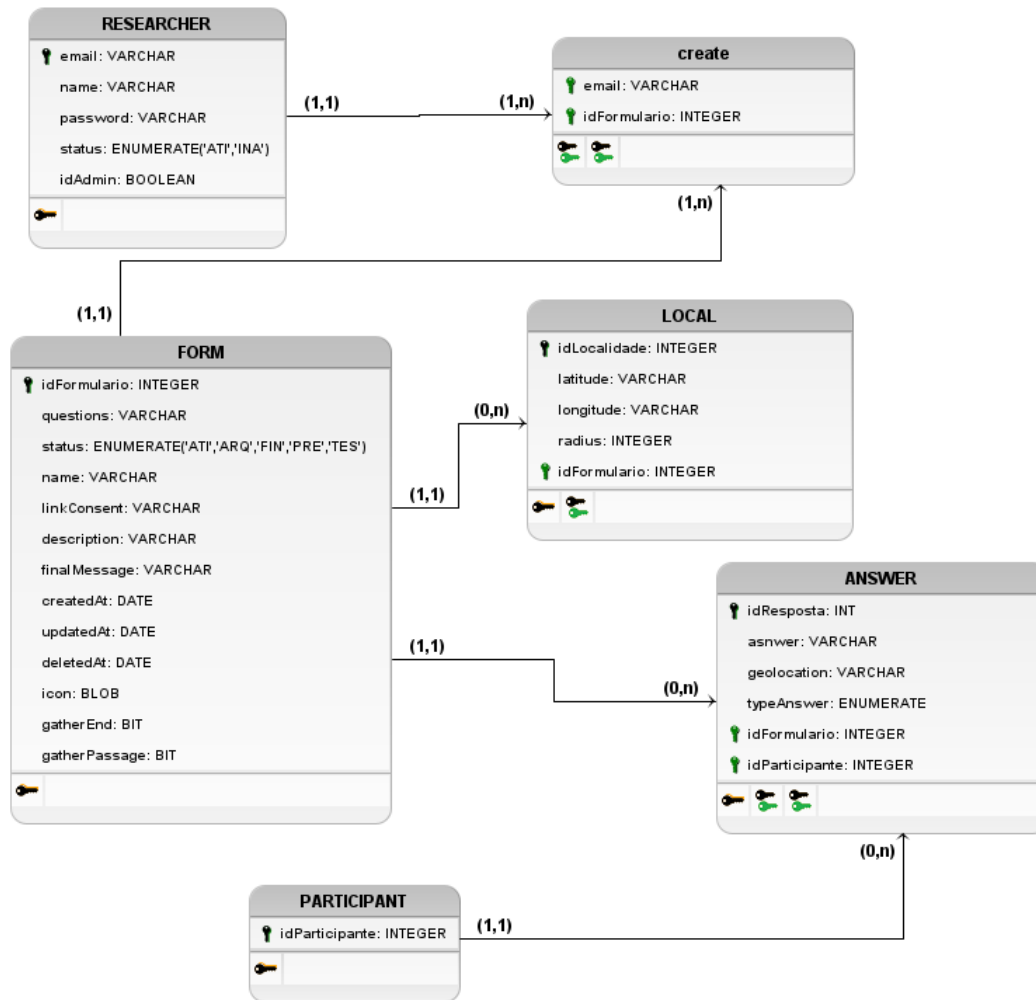 RESEARCHER
email: VARCHAR
name: VARCHAR
password: VARCHAR
status: ENUMERATE('ATI','INA')
idAdmin: BOOLEAN
(1,1)
(1,n)
create
email: VARCHAR
idFormulario: INTEGER
(1,n)
(1,1)
FORM
idFormulario: INTEGER
questions: VARCHAR
status: ENUMERATE('ATI','ARQ','FIN','PRE','TES')
name: VARCHAR
linkConsent: VARCHAR
description: VARCHAR
finalMessage: VARCHAR
createdAt: DATE
updatedAt: DATE
deletedAt: DATE
icon: BLOB
gatherEnd: BIT
gatherPassage: BIT
(1,1)
(0,n)
LOCAL
idLocalidade: INTEGER
latitude: VARCHAR
longitude: VARCHAR
radius: INTEGER
idFormulario: INTEGER
(1,1)
(0,n)
ANSWER
idResposta: INT
asnwer: VARCHAR
geolocation: VARCHAR
typeAnswer: ENUMERATE
idFormulario: INTEGER
idParticipante: INTEGER
(0,n)
PARTICIPANT
idParticipante: INTEGER
(1,1)